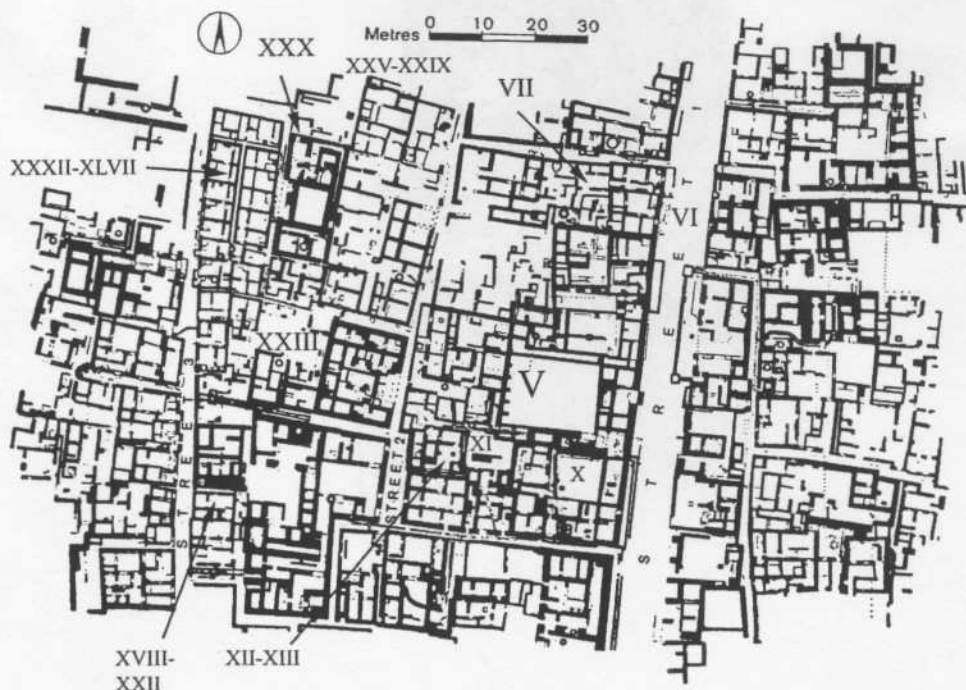 Metres 0 10 20 30
XXX
XXV-XXIX
VII
XXXII-XLVII
VI
XXIII
V
XI
X
STREET 1
STREET 2
STREET 3
XVIII-
XXII
XII-XIII